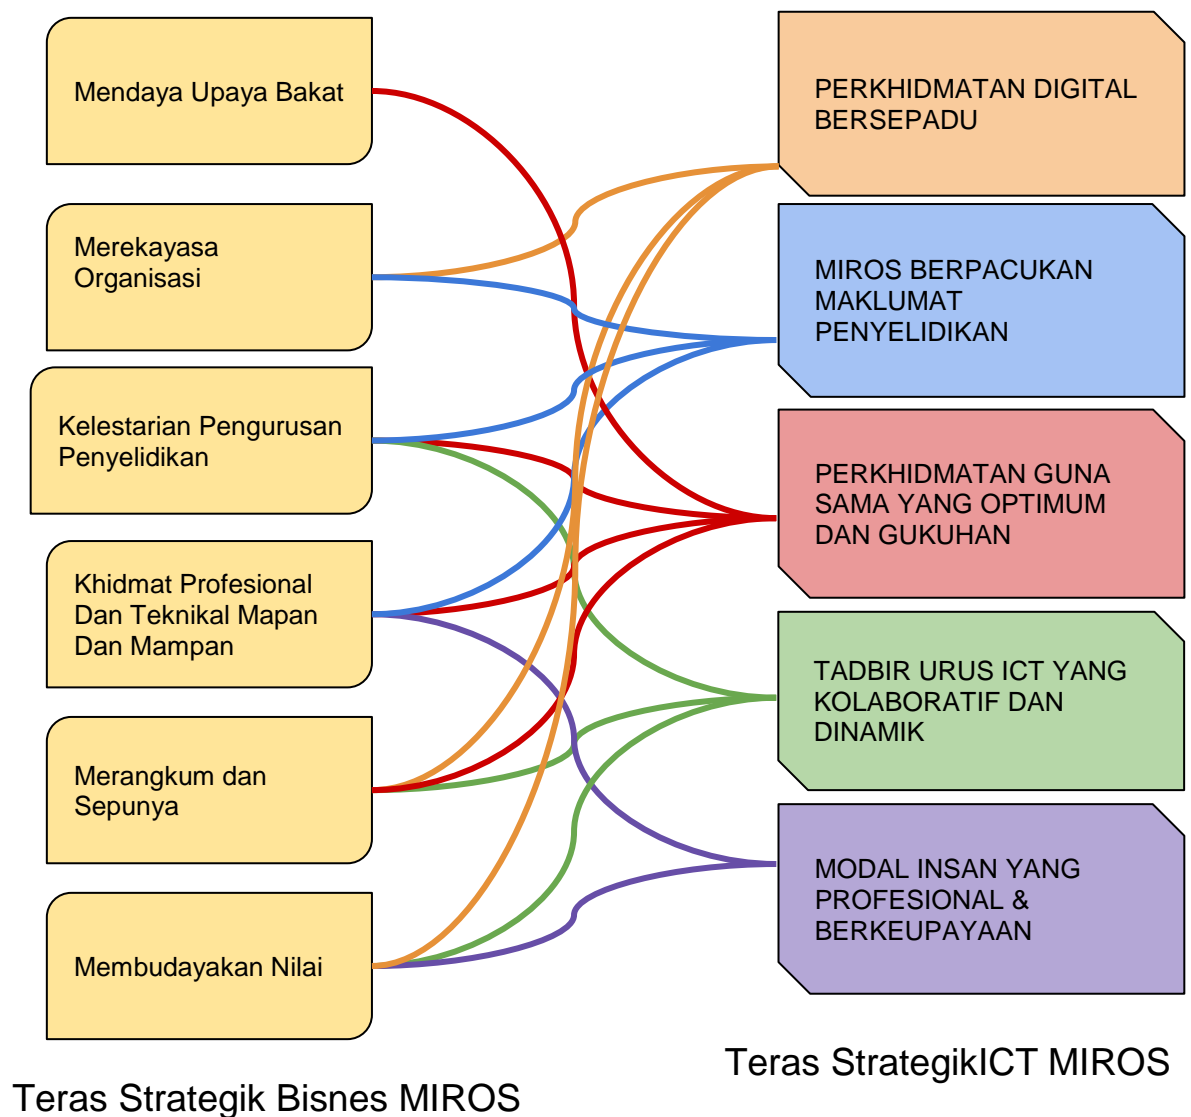 Mendaya Upaya Bakat
Merekayasa
Organisasi
Kelestarian Pengurusan
Penyelidikan
Khidmat Profesional
Dan Teknikal Mapan
Dan Mampan
Merangkum dan
Sepunya
Membudayakan Nilai
Teras Strategik Bisnes MIROS
PERKHIDMATAN DIGITAL
BERSEPADU
MIROS BERPACUKAN
MAKLUMAT
PENYELIDIKAN
PERKHIDMATAN GUNA
SAMA YANG OPTIMUM
DAN GUKUHAN
TADBIR URUS ICT YANG
KOLABORATIF DAN
DINAMIK
MODAL INSAN YANG
PROFESIONAL &
BERKEUPAYAAN
Teras StrategikICT MIROS